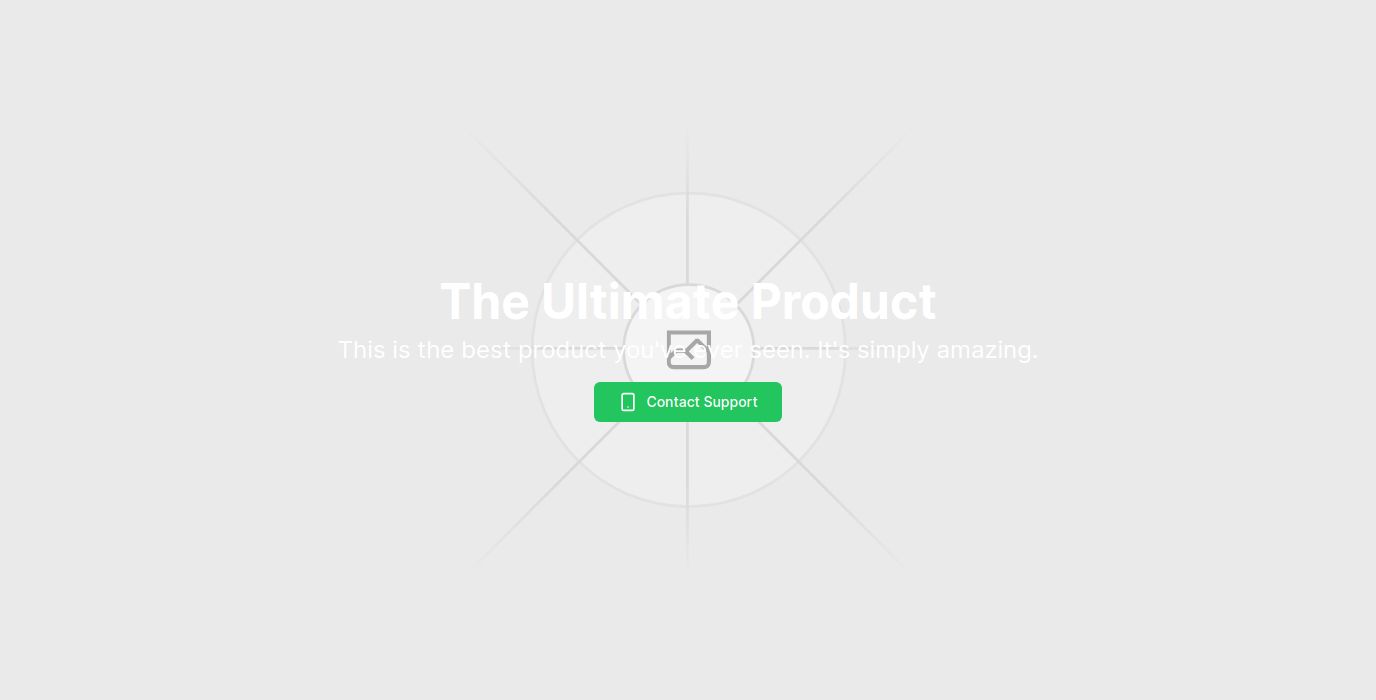 The Ultimate Product
This is the best product you've ever seen. It's simply amazing.
Contact Support